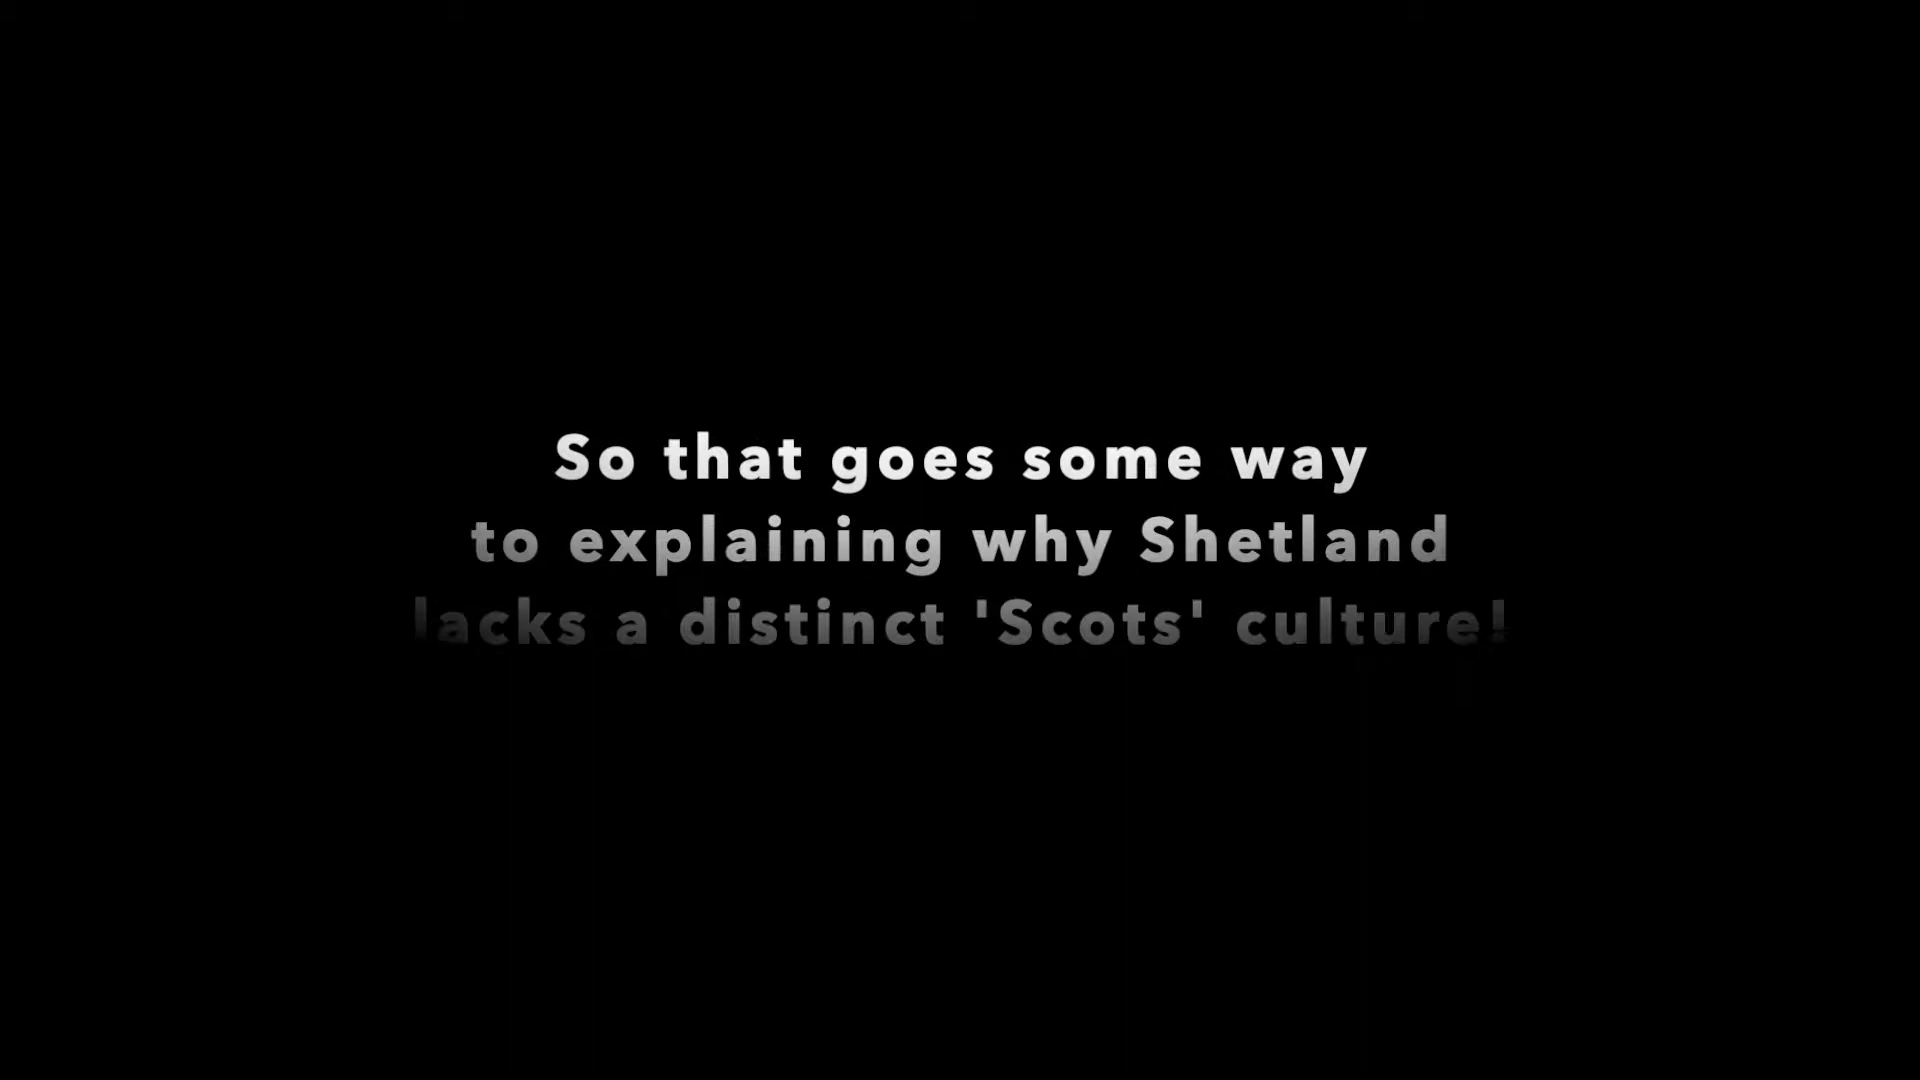 So that goes some way
to explaining why Shetland
lacks a distinct 'Scots' culture!